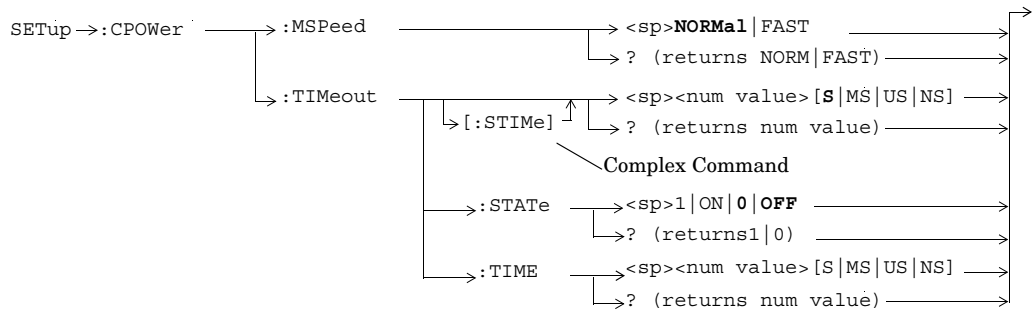 SETup :CPOWer :MSPeed <sp>NORMal|FAST
? (returns NORM|FAST)
:TIMeout <sp><num value>[S|MS|US|NS]
[:STIMe] ? (returns num value)
Complex Command
:STATe <sp>1|ON|0|OFF
? (returns1|0)
:TIME <sp><num value>[S|MS|US|NS]
? (returns num value)